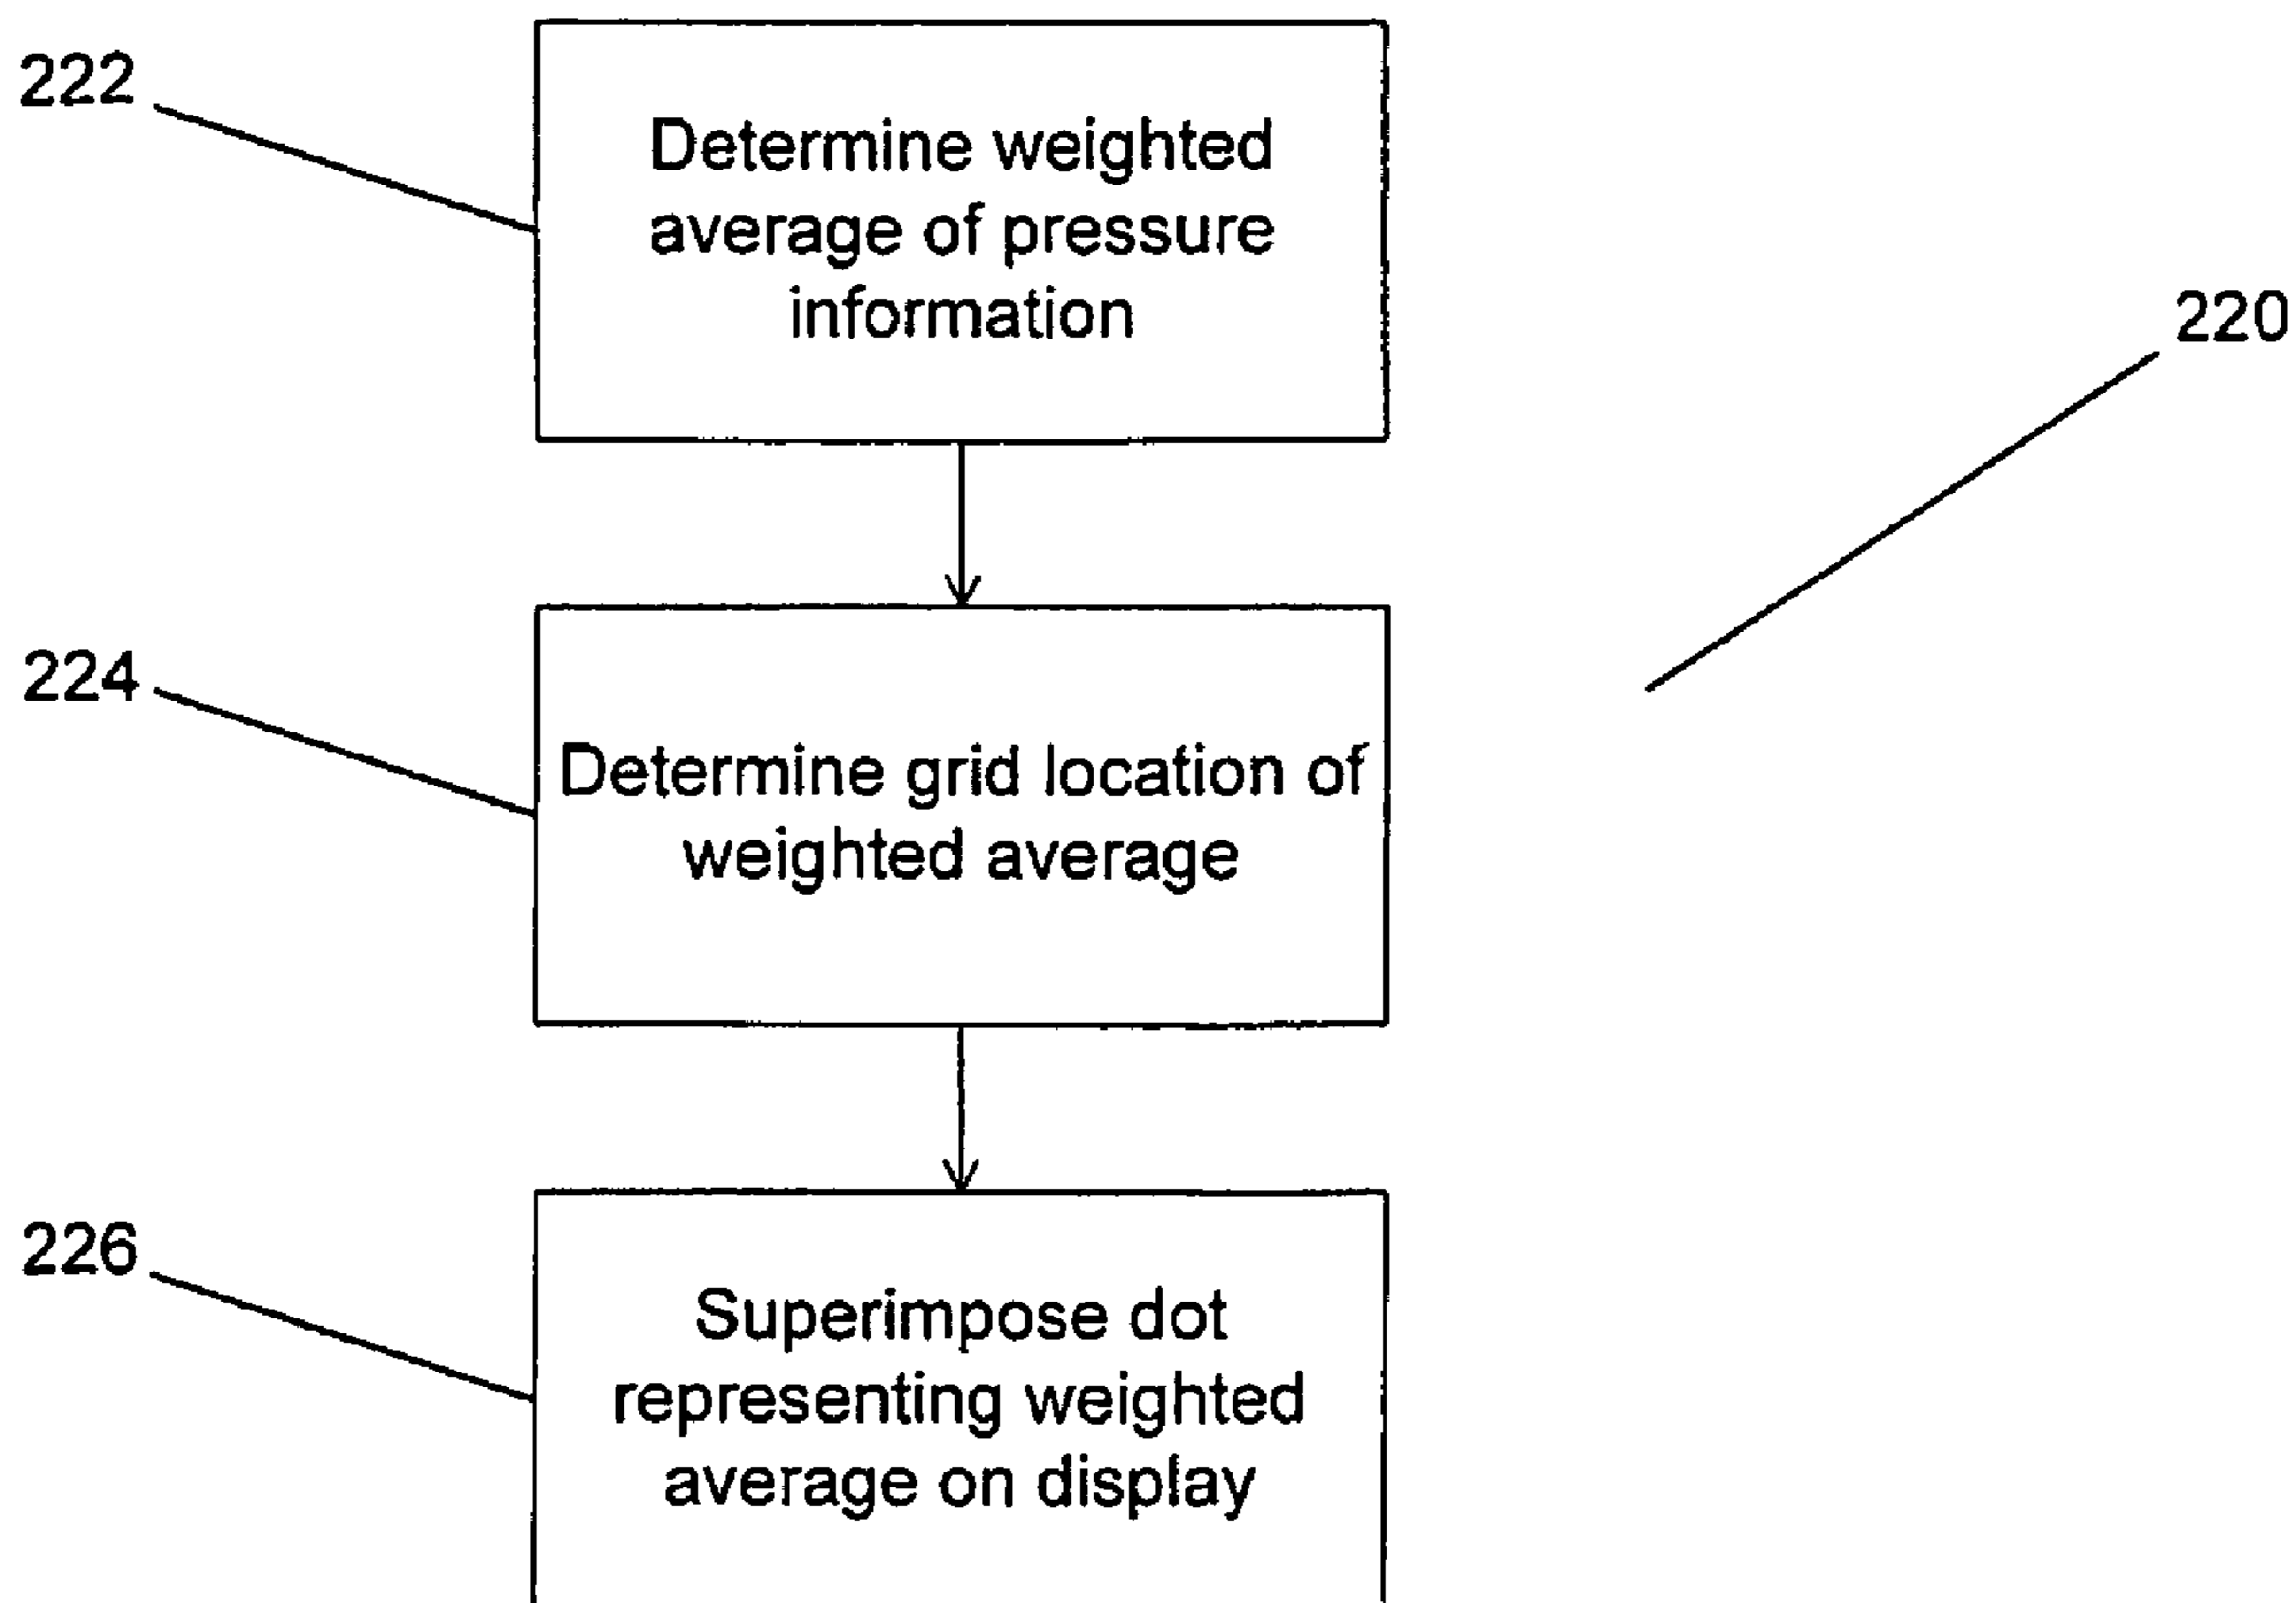 222
Determine weighted
average of pressure
information
220
224
Determine grid location of
weighted average
226
Superimpose dot
representing weighted
average on display